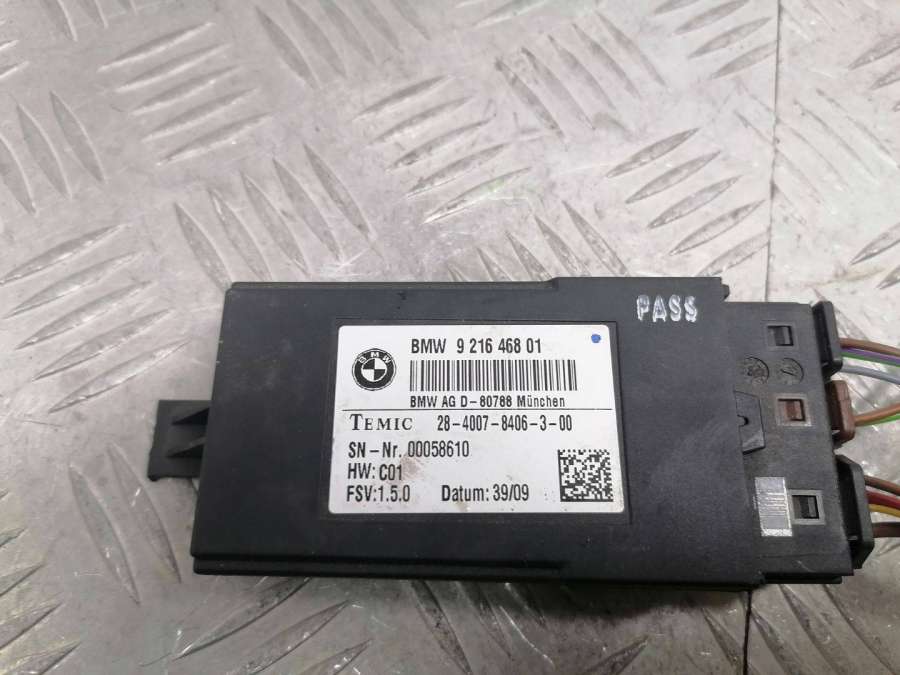 PASS
BMW 9 216 468 01
BMW
BMW AG D-80788 München
TEMIC 28-4007-8406-3-00
SN-Nr. 00058610
HW: C01
FSV:1.5.0 Datum: 39/09